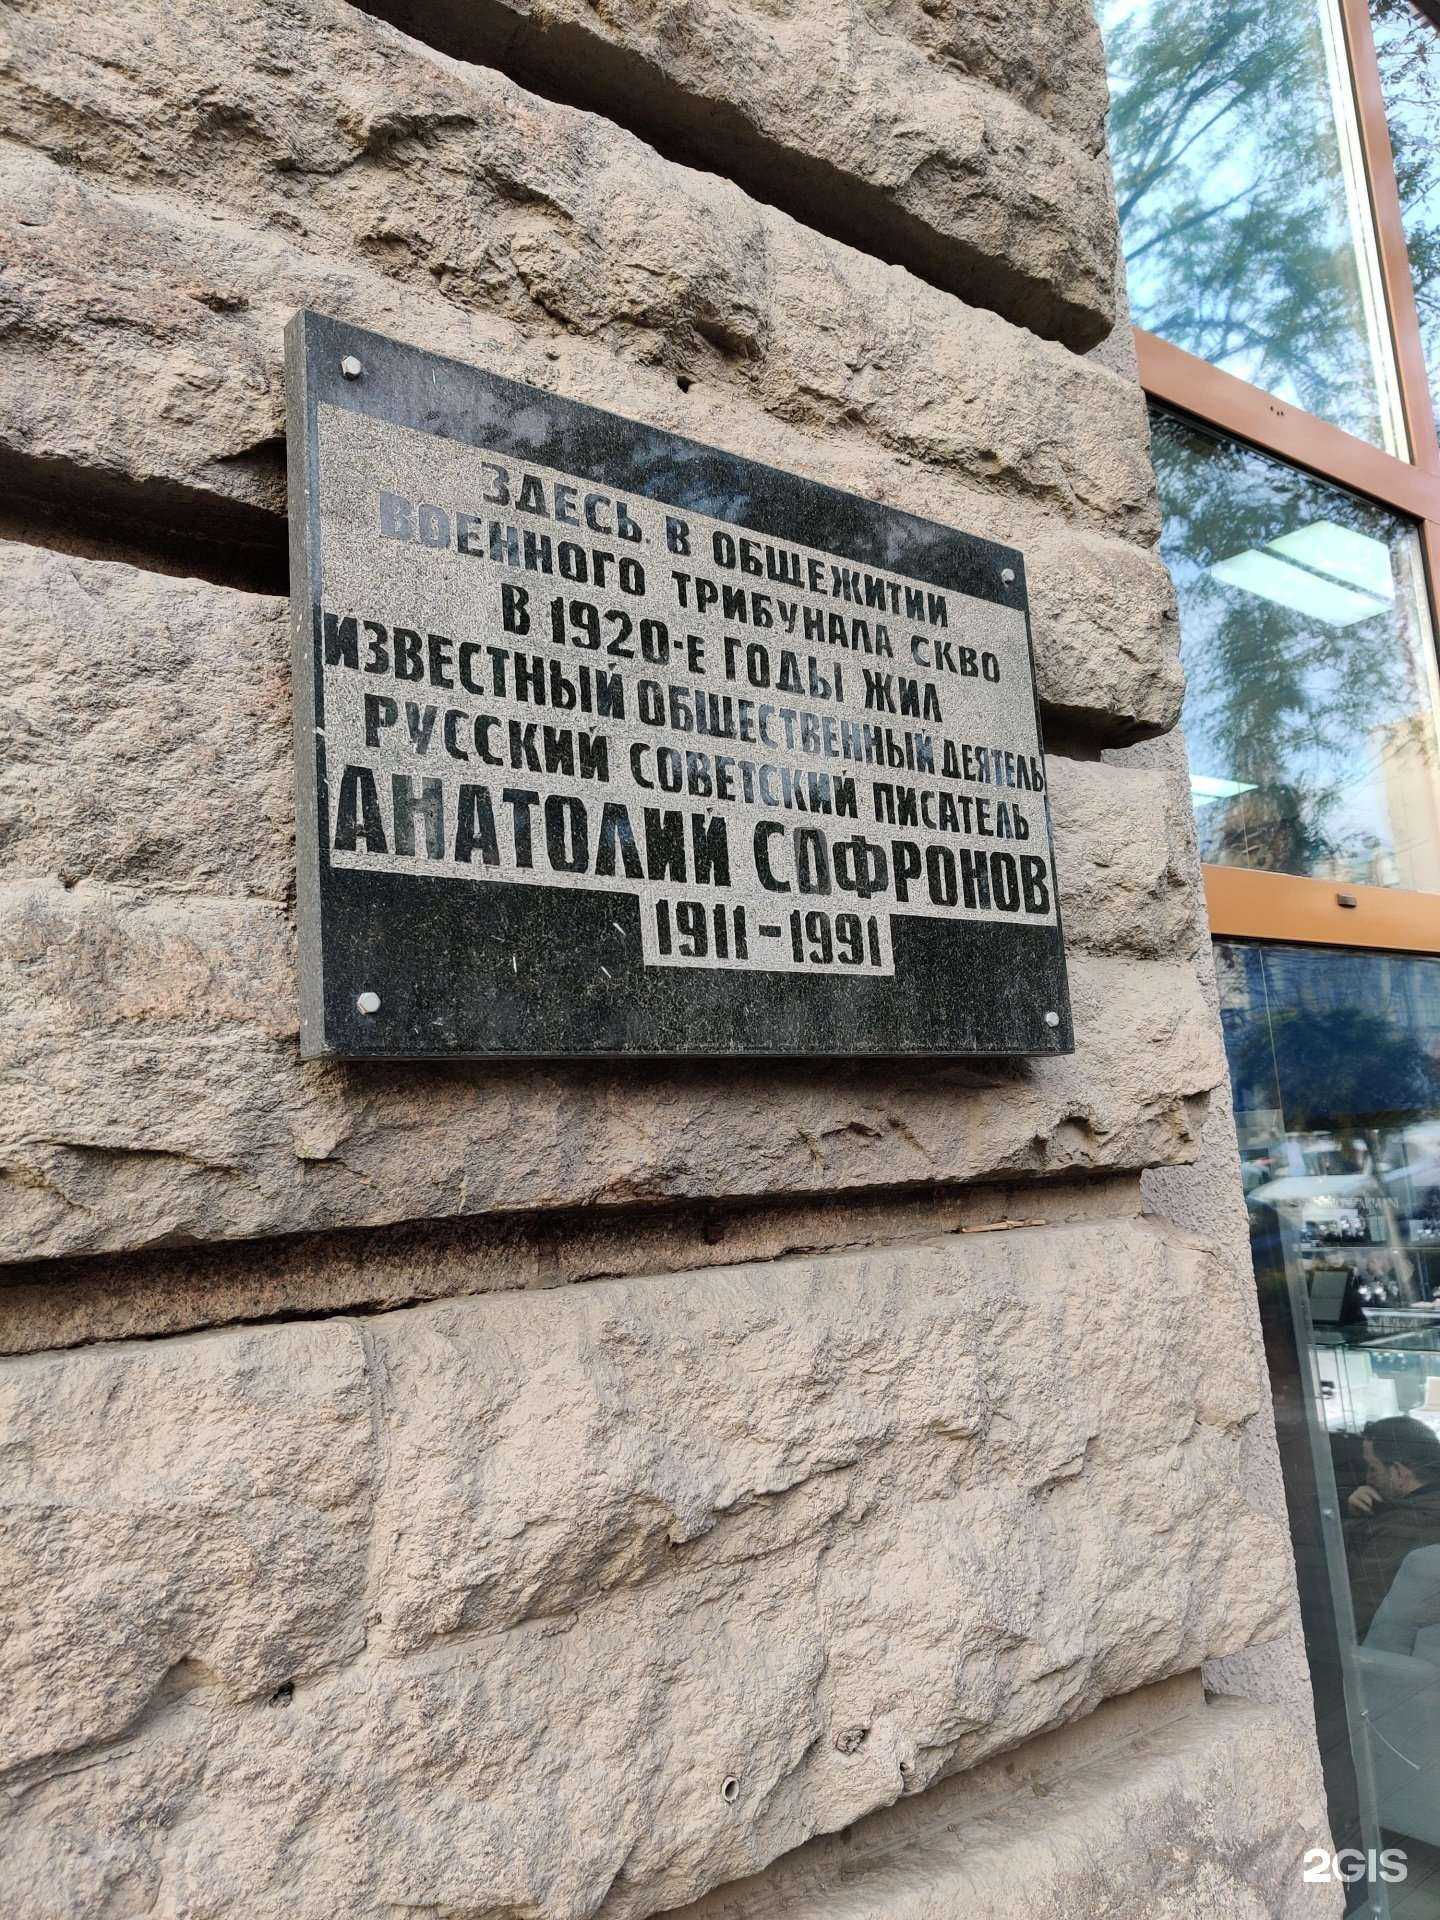 ЗДЕСЬ, В ОБЩЕЖИТИИ
ВОЕННОГО ТРИБУНАЛА СКВО
В 1920-Е ГОДЫ ЖИЛ
ИЗВЕСТНЫЙ ОБЩЕСТВЕННЫЙ ДЕЯТЕЛЬ
РУССКИЙ СОВЕТСКИЙ ПИСАТЕЛЬ
АНАТОЛИЙ СОФРОНОВ
1911-1991
2GIS